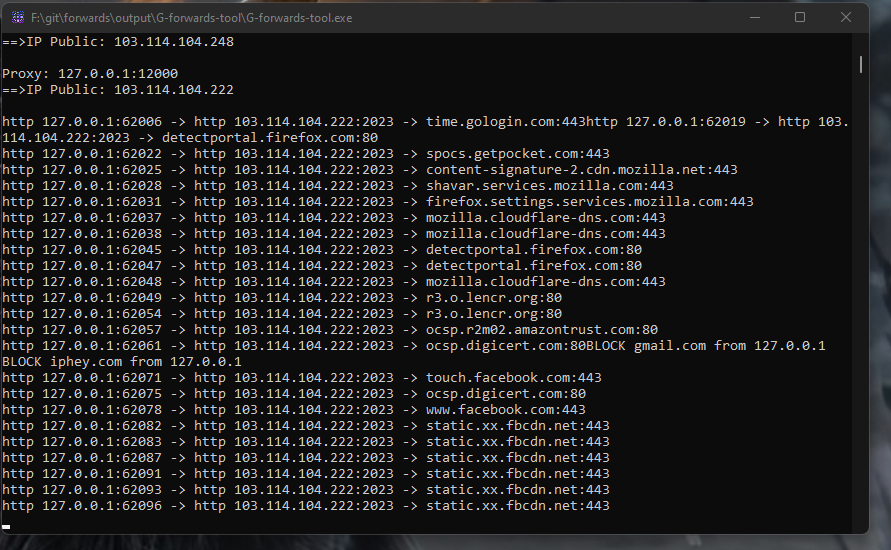 F:\git\forwards\output\G-forwards-tool\G-forwards-tool.exe
==>IP Public: 103.114.104.248
Proxy: 127.0.0.1:12000
==>IP Public: 103.114.104.222
http 127.0.0.1:62006 -> http 103.114.104.222:2023 -> time.gologin.com:443http 127.0.0.1:62019 -> http 103.
114.104.222:2023 -> detectportal.firefox.com:80
http 127.0.0.1:62022 -> http 103.114.104.222:2023 -> spocs.getpocket.com:443
http 127.0.0.1:62025 -> http 103.114.104.222:2023 -> content-signature-2.cdn.mozilla.net:443
http 127.0.0.1:62028 -> http 103.114.104.222:2023 -> shavar.services.mozilla.com:443
http 127.0.0.1:62031 -> http 103.114.104.222:2023 -> firefox.settings.services.mozilla.com:443
http 127.0.0.1:62037 -> http 103.114.104.222:2023 -> mozilla.cloudflare-dns.com:443
http 127.0.0.1:62038 -> http 103.114.104.222:2023 -> mozilla.cloudflare-dns.com:443
http 127.0.0.1:62045 -> http 103.114.104.222:2023 -> detectportal.firefox.com:80
http 127.0.0.1:62047 -> http 103.114.104.222:2023 -> detectportal.firefox.com:80
http 127.0.0.1:62048 -> http 103.114.104.222:2023 -> mozilla.cloudflare-dns.com:443
http 127.0.0.1:62049 -> http 103.114.104.222:2023 -> r3.o.lencr.org:80
http 127.0.0.1:62054 -> http 103.114.104.222:2023 -> r3.o.lencr.org:80
http 127.0.0.1:62057 -> http 103.114.104.222:2023 -> ocsp.r2m02.amazontrust.com:80
http 127.0.0.1:62061 -> http 103.114.104.222:2023 -> ocsp.digicert.com:80BLOCK gmail.com from 127.0.0.1
BLOCK iphey.com from 127.0.0.1
http 127.0.0.1:62071 -> http 103.114.104.222:2023 -> touch.facebook.com:443
http 127.0.0.1:62075 -> http 103.114.104.222:2023 -> ocsp.digicert.com:80
http 127.0.0.1:62078 -> http 103.114.104.222:2023 -> www.facebook.com:443
http 127.0.0.1:62082 -> http 103.114.104.222:2023 -> static.xx.fbcdn.net:443
http 127.0.0.1:62083 -> http 103.114.104.222:2023 -> static.xx.fbcdn.net:443
http 127.0.0.1:62087 -> http 103.114.104.222:2023 -> static.xx.fbcdn.net:443
http 127.0.0.1:62091 -> http 103.114.104.222:2023 -> static.xx.fbcdn.net:443
http 127.0.0.1:62093 -> http 103.114.104.222:2023 -> static.xx.fbcdn.net:443
http 127.0.0.1:62096 -> http 103.114.104.222:2023 -> static.xx.fbcdn.net:443